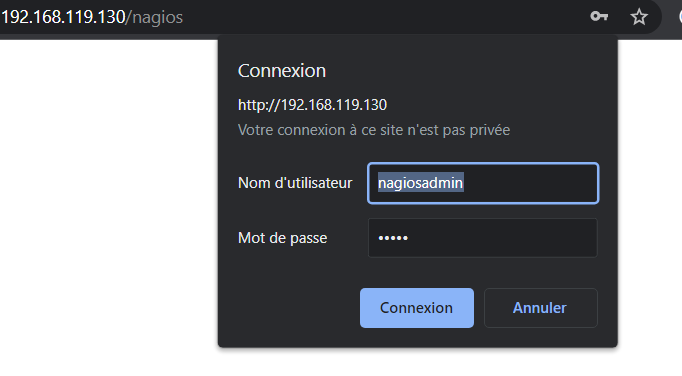 192.168.119.130/nagios
Connexion
http://192.168.119.130
Votre connexion à ce site n'est pas privée
Nom d'utilisateur nagiosadmin
Mot de passe •••••
Connexion Annuler